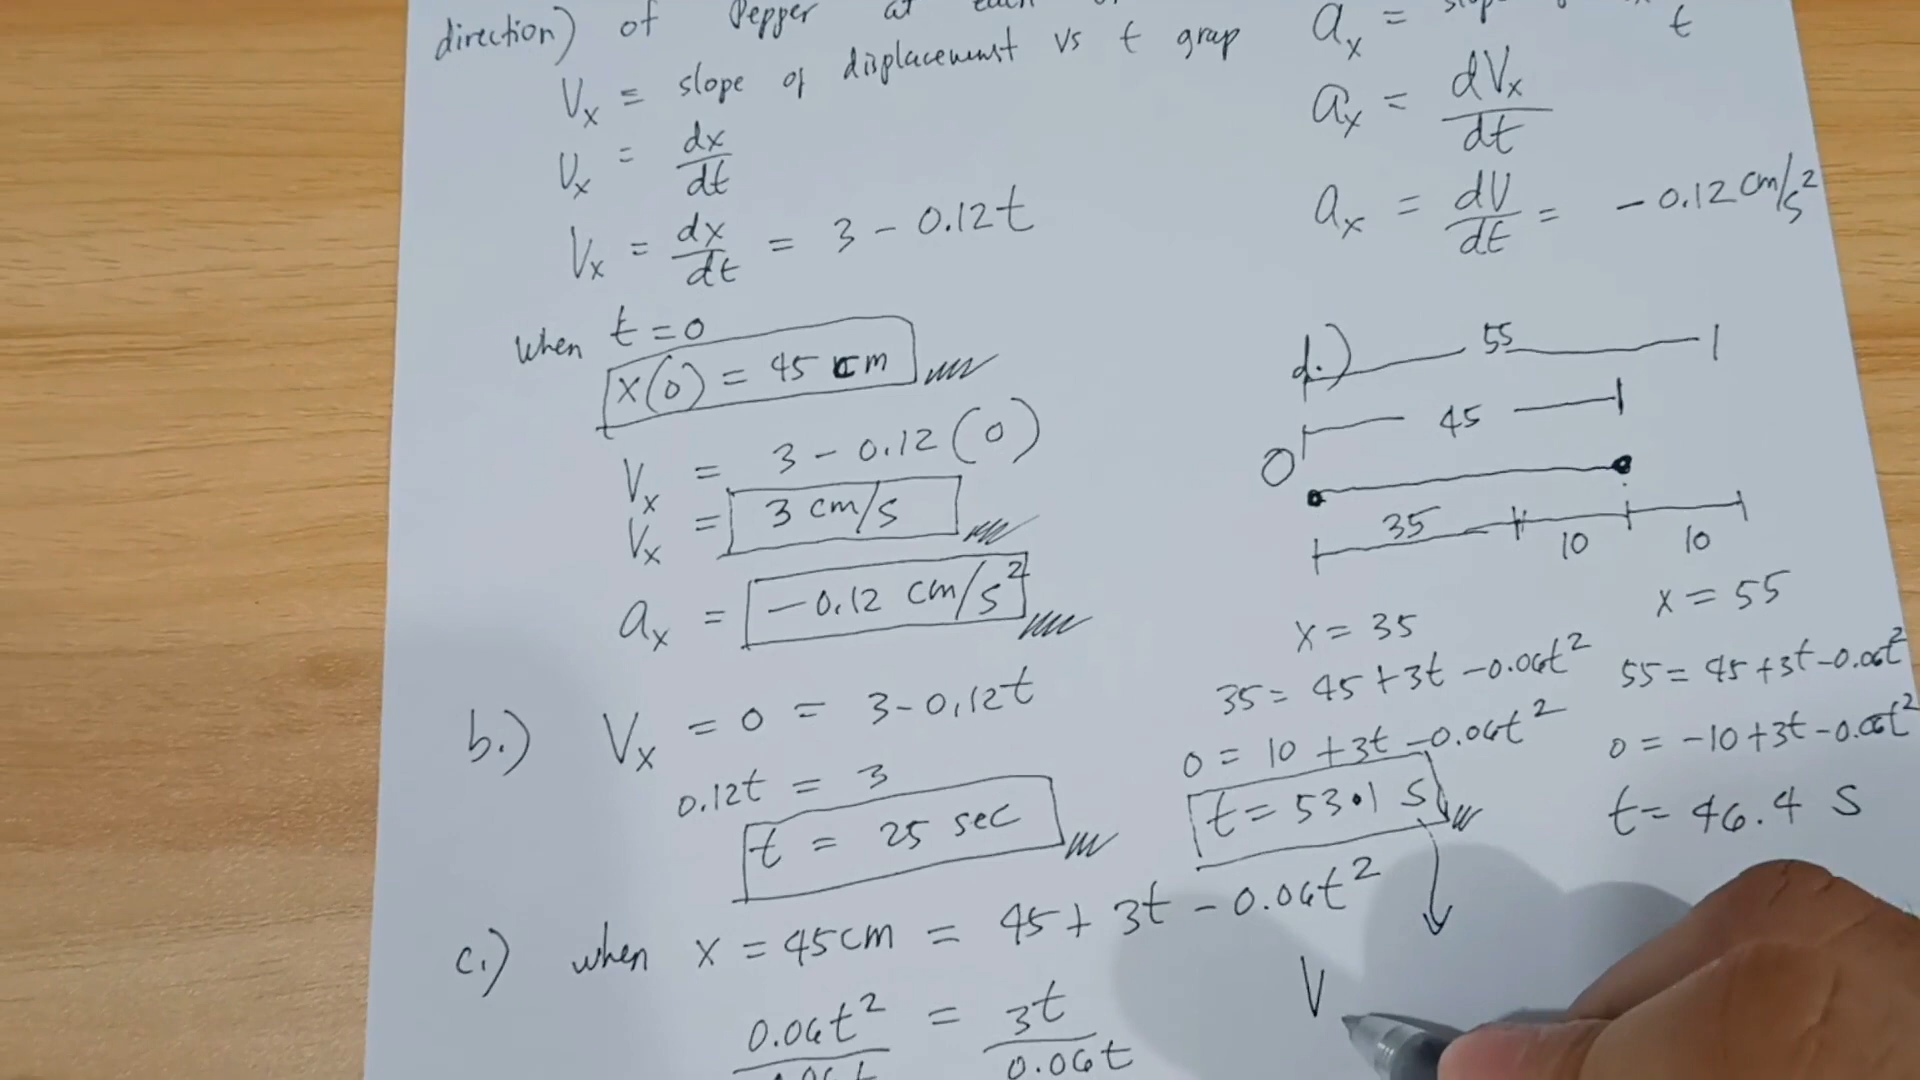 direction) of Pepper at each
Vx = slope of displacement vs t grap
Vx = dx/dt
Vx = dx/dt = 3 - 0.12t
when t = 0
x(0) = 45 cm
Vx = 3 - 0.12(0)
Vx = 3 cm/s
ax = -0.12 cm/s²
b.) Vx = 0 = 3 - 0.12t
0.12t = 3
t = 25 sec
c.) when x = 45cm = 45 + 3t - 0.06t²
0.06t² = 3t
0.06t
ax =
t
ax = dVx/dt
ax = dV/dt = -0.12 cm/s²
d.) 55
45
O
35 10 10
x = 35
35 = 45 + 3t - 0.06t²
0 = 10 + 3t - 0.06t²
t = 53.1 s
V
x = 55
55 = 45 + 3t - 0.06t²
0 = -10 + 3t - 0.06t²
t = 46.4 s